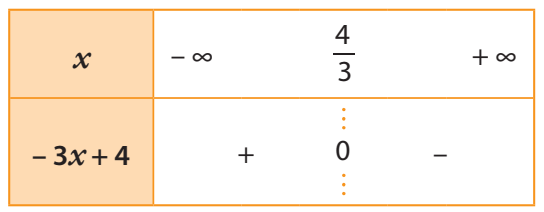 x − ∞ 4/3 + ∞
− 3x + 4 + 0 −